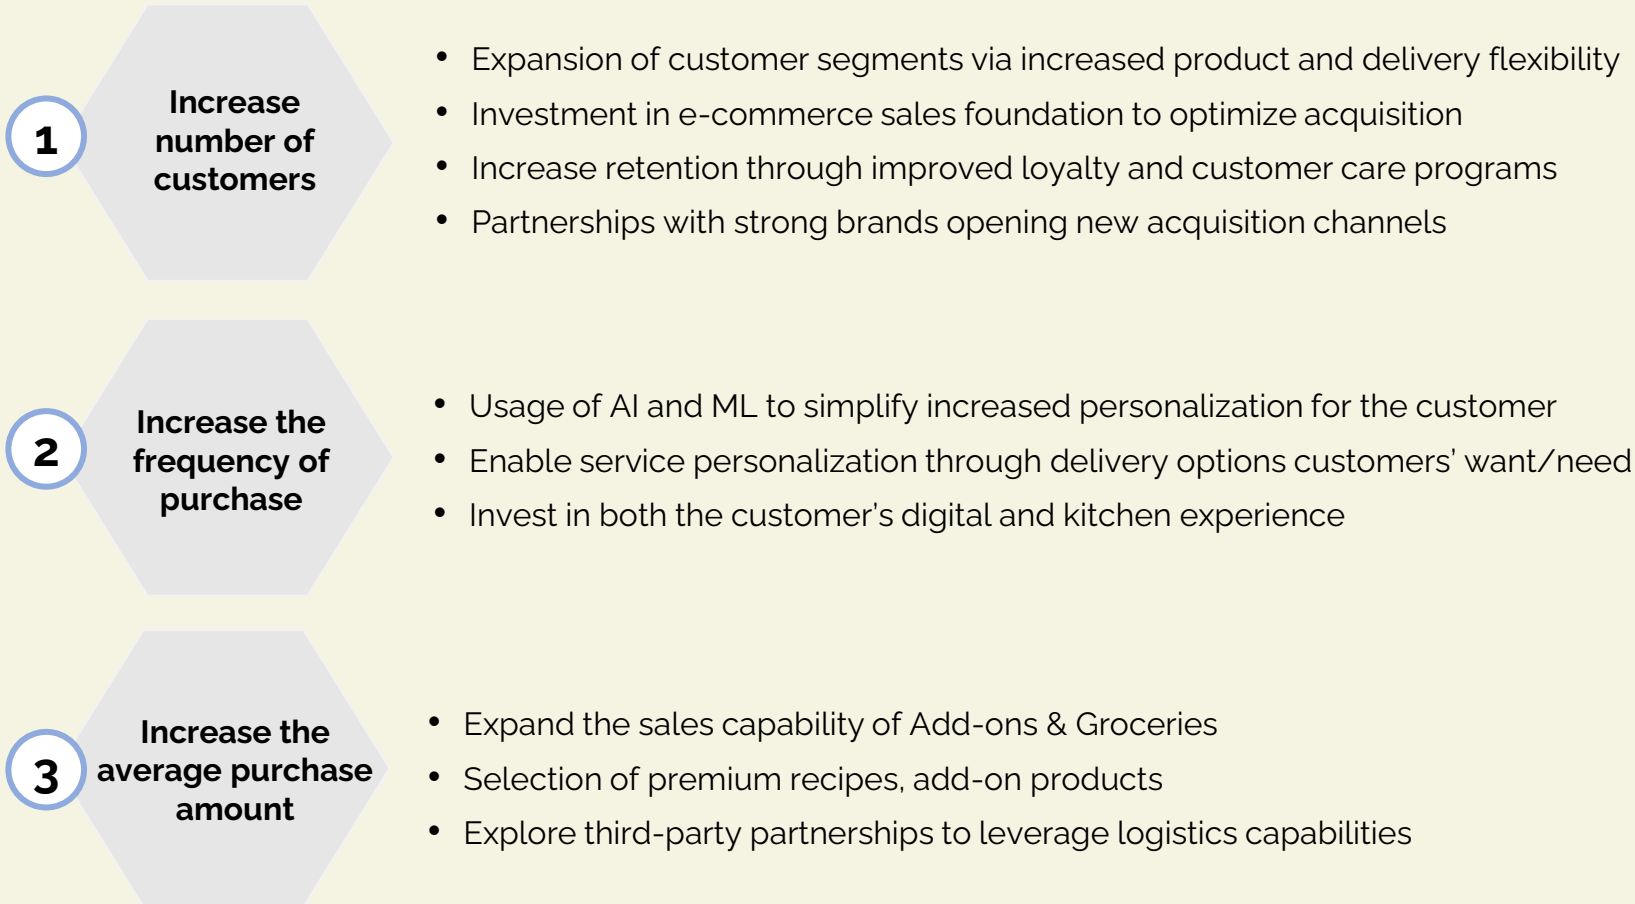 1
Increase
number of
customers
• Expansion of customer segments via increased product and delivery flexibility
• Investment in e-commerce sales foundation to optimize acquisition
• Increase retention through improved loyalty and customer care programs
• Partnerships with strong brands opening new acquisition channels
2
Increase the
frequency of
purchase
• Usage of AI and ML to simplify increased personalization for the customer
• Enable service personalization through delivery options customers’ want/need
• Invest in both the customer’s digital and kitchen experience
3
Increase the
average purchase
amount
• Expand the sales capability of Add-ons & Groceries
• Selection of premium recipes, add-on products
• Explore third-party partnerships to leverage logistics capabilities